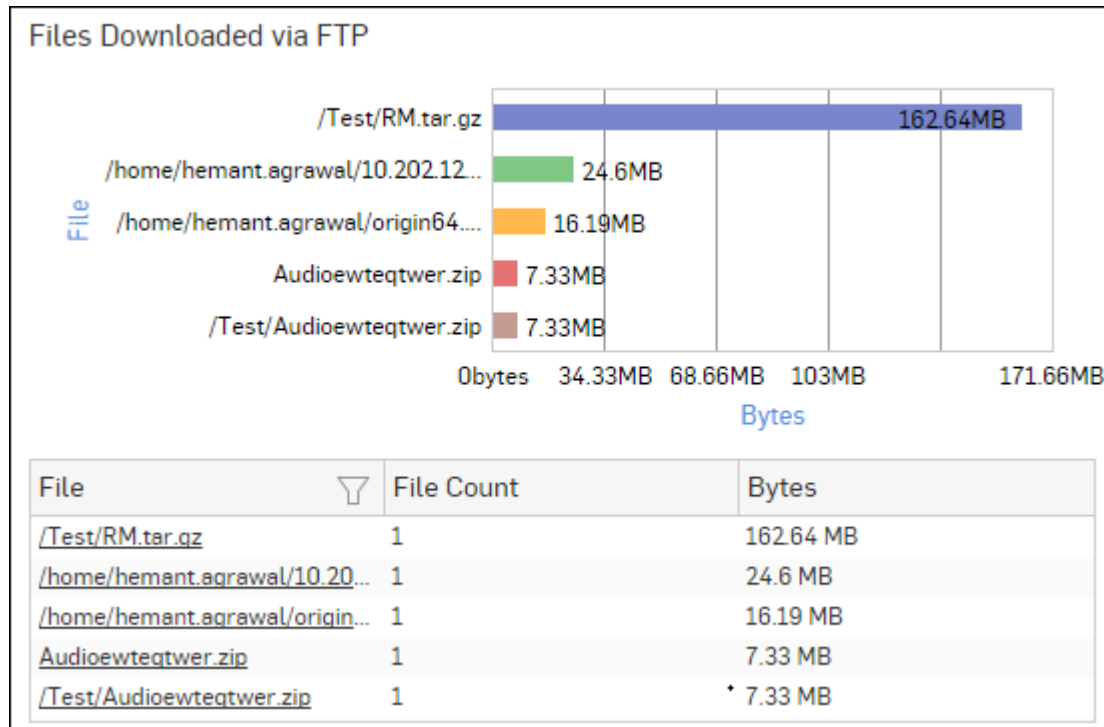 Files Downloaded via FTP
/Test/RM.tar.gz 162.64MB
/home/hemant.agrawal/10.202.12... 24.6MB
File
/home/hemant.agrawal/origin64.... 16.19MB
Audioewteqtwer.zip 7.33MB
/Test/Audioewteqtwer.zip 7.33MB
0bytes 34.33MB 68.66MB 103MB 171.66MB
Bytes
File File Count Bytes
/Test/RM.tar.gz 1 162.64 MB
/home/hemant.agrawal/10.20... 1 24.6 MB
/home/hemant.agrawal/origin... 1 16.19 MB
Audioewteqtwer.zip 1 7.33 MB
/Test/Audioewteqtwer.zip 1 7.33 MB